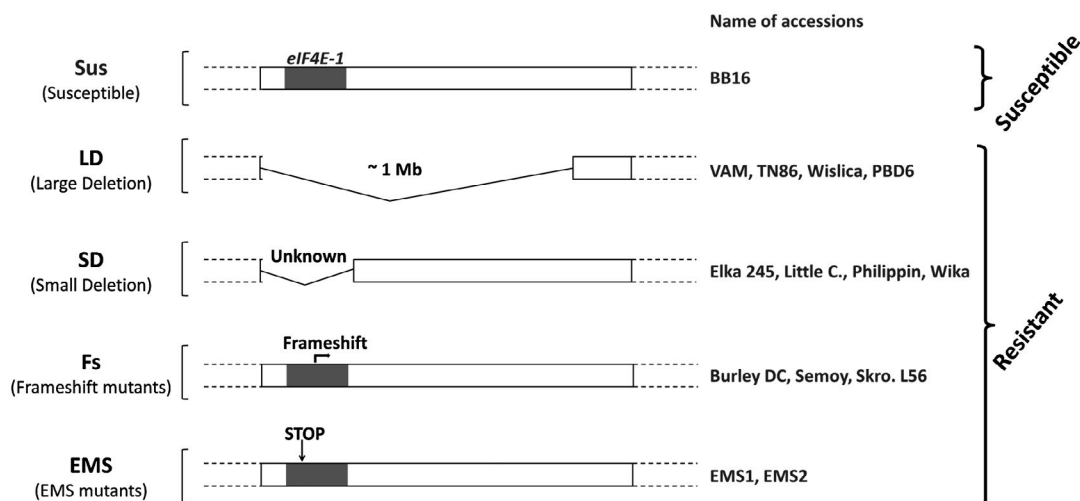 Name of accessions
Sus
(Susceptible)
eIF4E-1
BB16
Susceptible
LD
(Large Deletion)
~ 1 Mb
VAM, TN86, Wislica, PBD6
SD
(Small Deletion)
Unknown
Elka 245, Little C., Philippin, Wika
Resistant
Fs
(Frameshift mutants)
Frameshift
Burley DC, Semoy, Skro. L56
EMS
(EMS mutants)
STOP
EMS1, EMS2